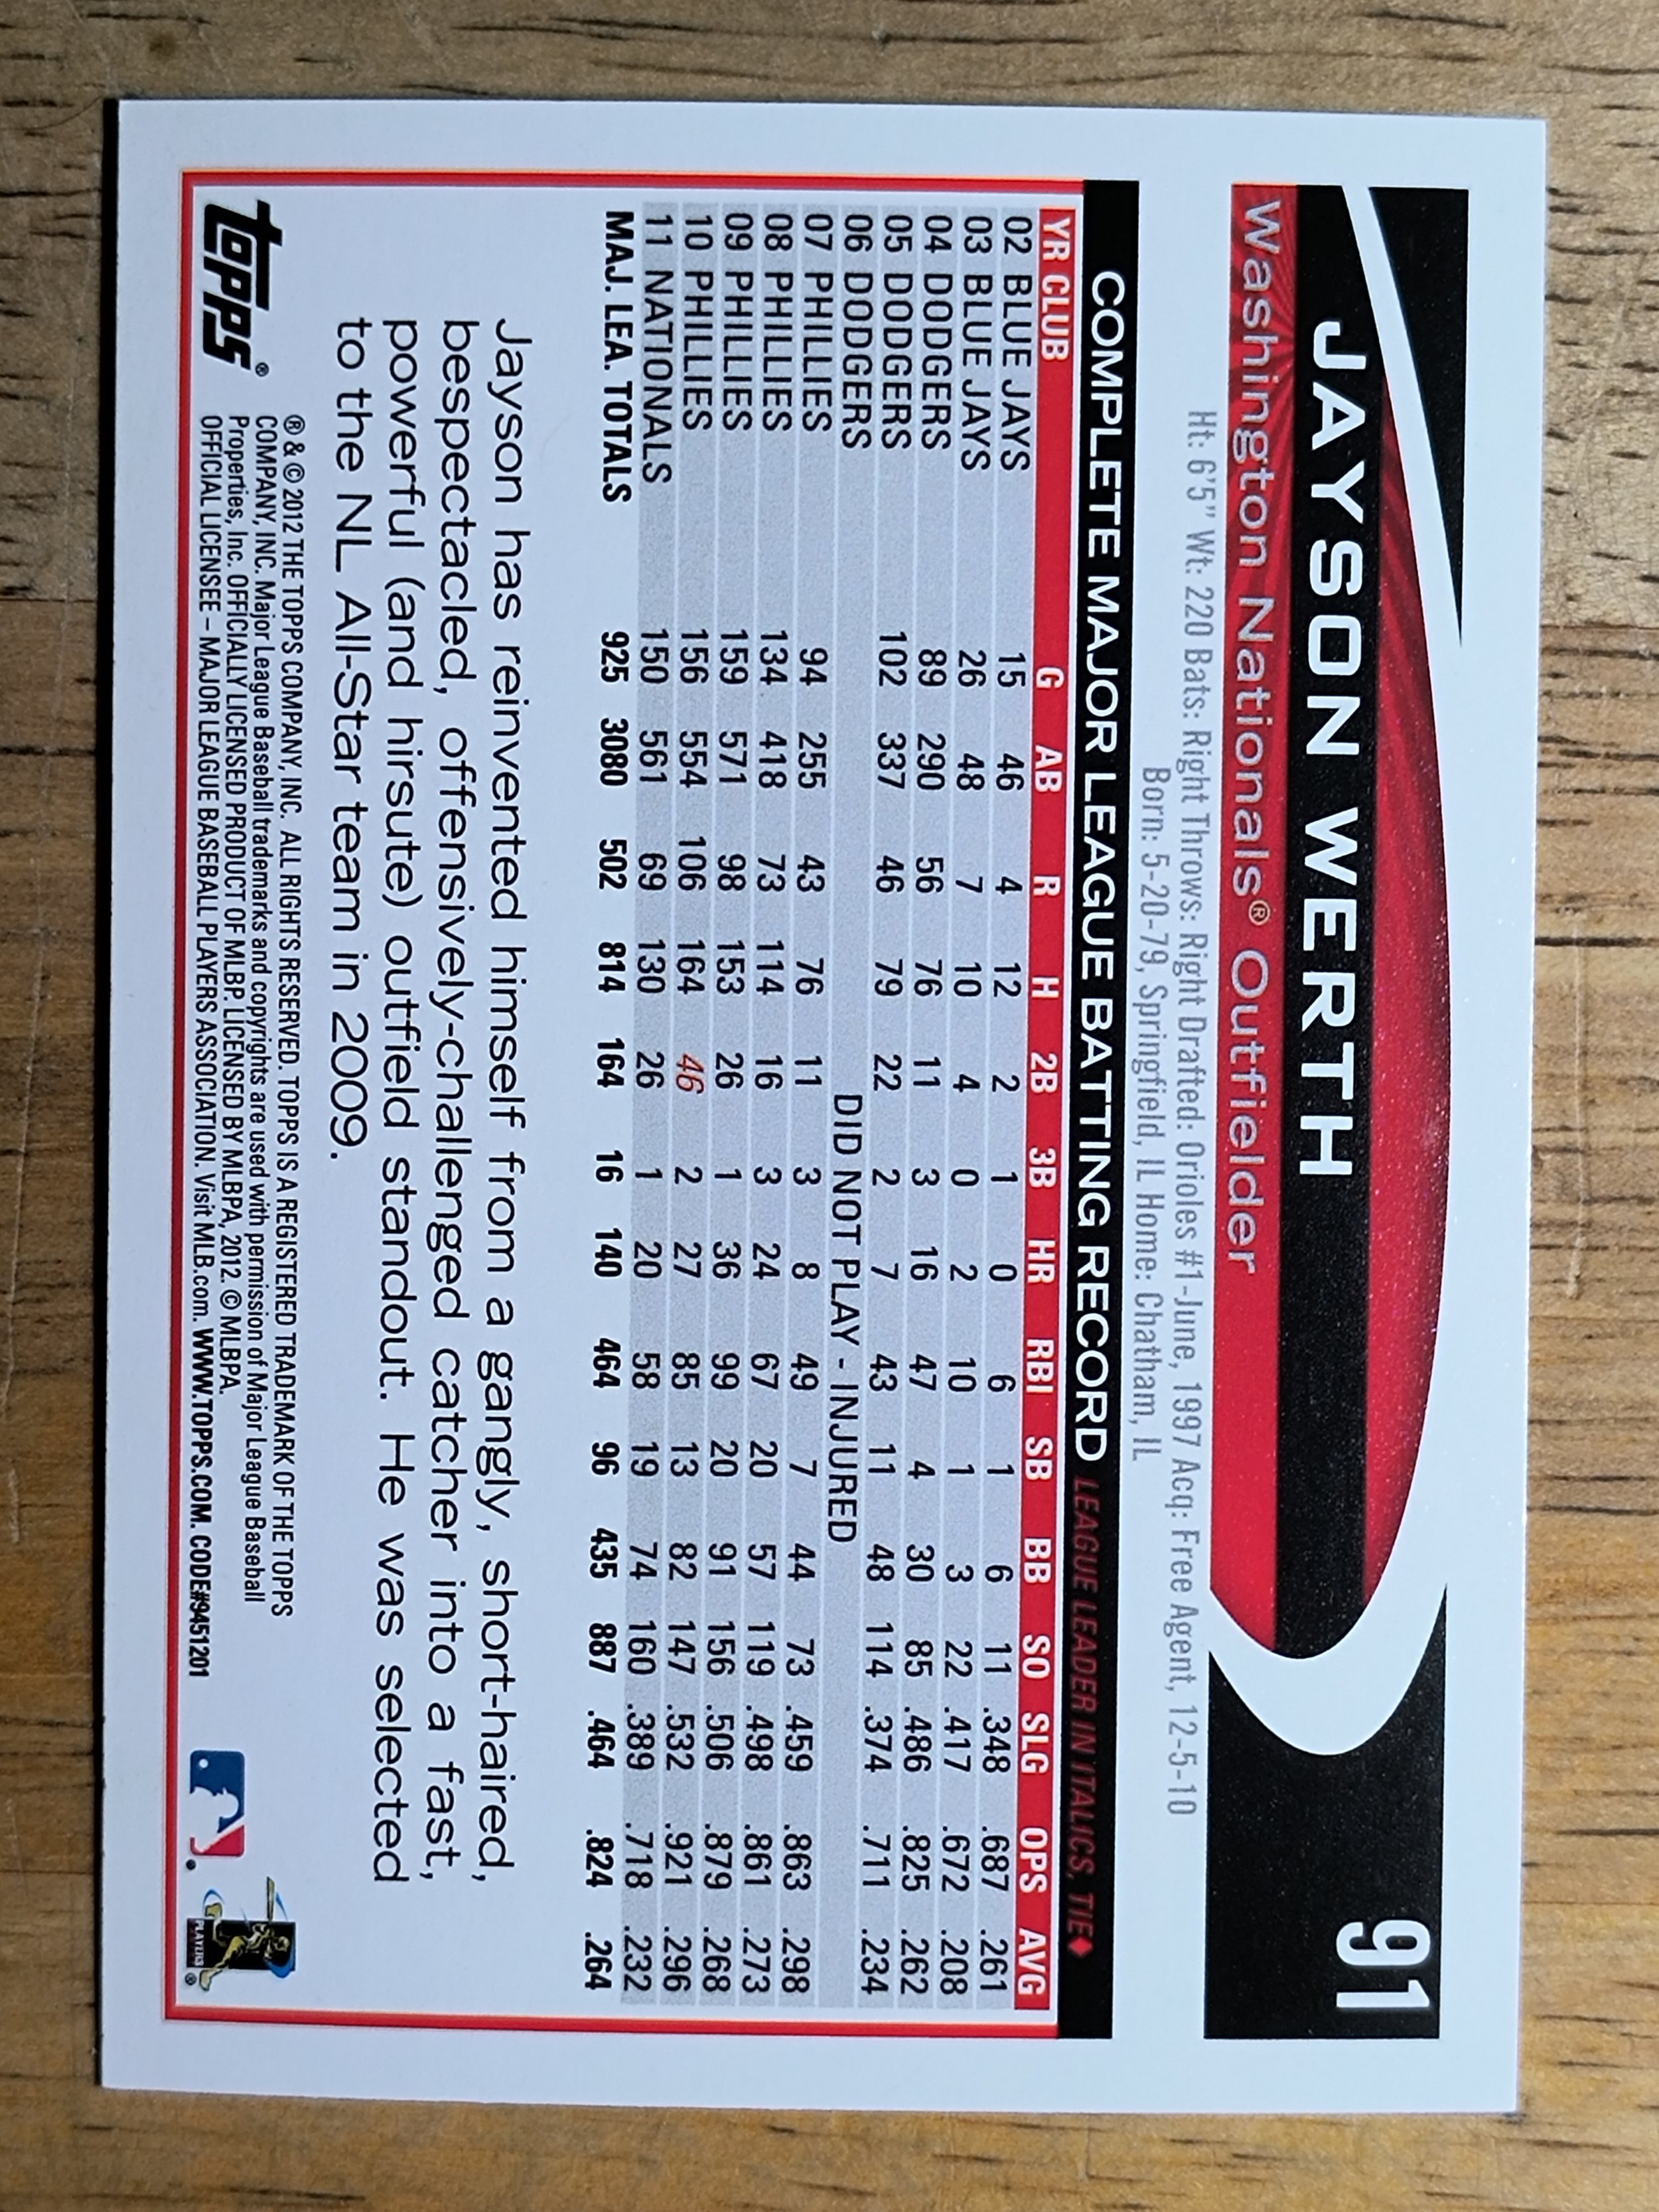 JAYSON WERTH 91
Washington Nationals® Outfielder
Ht: 6'5" Wt: 220 Bats: Right Throws: Right Drafted: Orioles #1-June, 1997 Acq: Free Agent, 12-5-10
Born: 5-20-79, Springfield, IL Home: Chatham, IL
COMPLETE MAJOR LEAGUE BATTING RECORD LEAGUE LEADER IN ITALICS, TIE♦
YR CLUB G AB R H 2B 3B HR RBI SB BB SO SLG OPS AVG
02 BLUE JAYS 15 46 4 12 2 1 0 6 1 6 11 .348 .687 .261
03 BLUE JAYS 26 48 7 10 4 0 2 10 1 3 22 .417 .672 .208
04 DODGERS 89 290 56 76 11 3 16 47 4 30 85 .486 .825 .262
05 DODGERS 102 337 46 79 22 2 7 43 11 48 114 .374 .711 .234
06 DODGERS DID NOT PLAY - INJURED
07 PHILLIES 94 255 43 76 11 3 8 49 7 44 73 .459 .863 .298
08 PHILLIES 134 418 73 114 16 3 24 67 20 57 119 .498 .861 .273
09 PHILLIES 159 571 98 153 26 1 36 99 20 91 156 .506 .879 .268
10 PHILLIES 156 554 106 164 46 2 27 85 13 82 147 .532 .921 .296
11 NATIONALS 150 561 69 130 26 1 20 58 19 74 160 .389 .718 .232
MAJ. LEA. TOTALS 925 3080 502 814 164 16 140 464 96 435 887 .464 .824 .264
Jayson has reinvented himself from a gangly, short-haired,
bespectacled, offensively-challenged catcher into a fast,
powerful (and hirsute) outfield standout. He was selected
to the NL All-Star team in 2009.
topps®
® & © 2012 THE TOPPS COMPANY, INC. ALL RIGHTS RESERVED. TOPPS IS A REGISTERED TRADEMARK OF THE TOPPS
COMPANY, INC. Major League Baseball trademarks and copyrights are used with permission of Major League Baseball
Properties, Inc. OFFICIALLY LICENSED PRODUCT OF MLBP. LICENSED BY MLBPA, 2012. © MLBPA.
OFFICIAL LICENSEE – MAJOR LEAGUE BASEBALL PLAYERS ASSOCIATION. Visit MLB.com. WWW.TOPPS.COM. CODE#9451201
PLAYERS